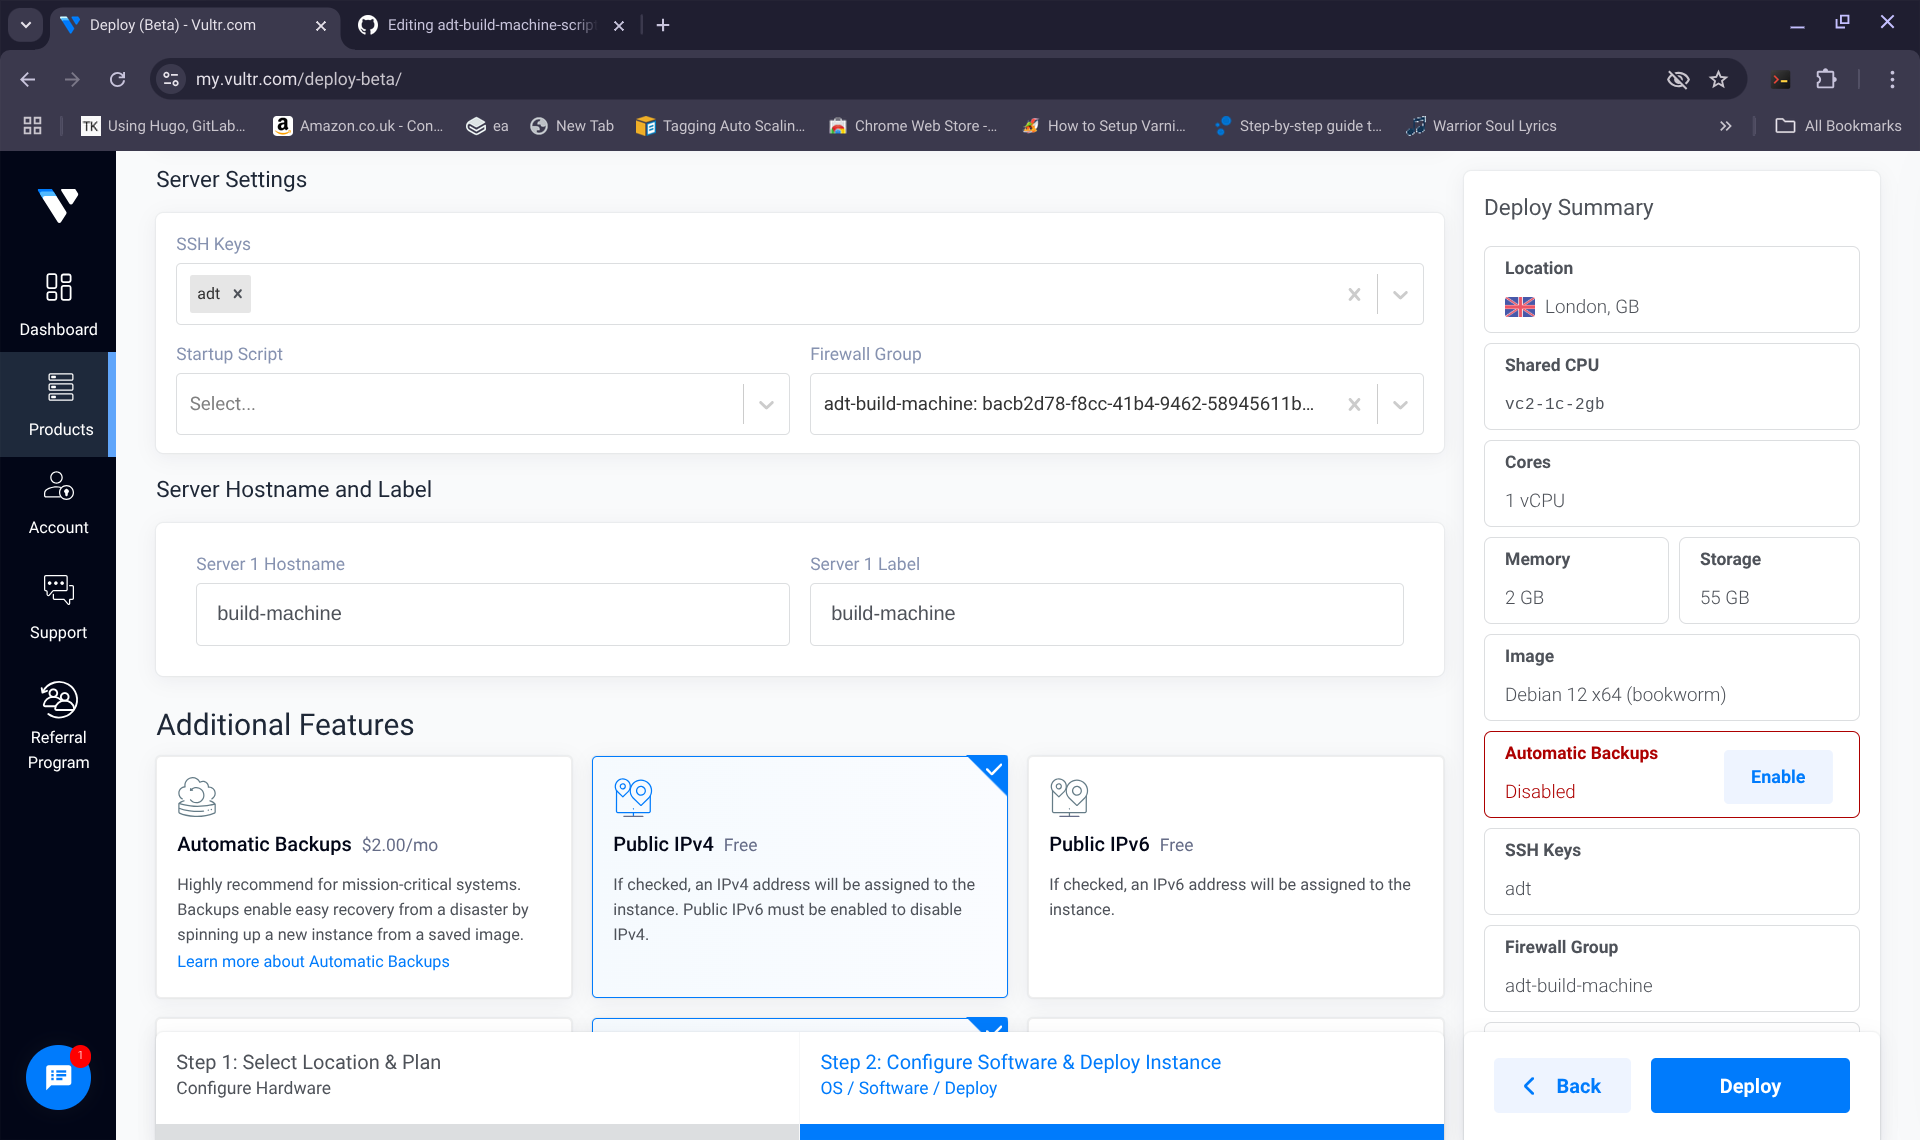 Deploy (Beta) - Vultr.com
Editing adt-build-machine-scrip
my.vultr.com/deploy-beta/
TK Using Hugo, GitLab...
Amazon.co.uk - Con...
ea
New Tab
Tagging Auto Scalin...
Chrome Web Store -...
How to Setup Varni...
Step-by-step guide t...
Warrior Soul Lyrics
All Bookmarks
Dashboard
Products
Account
Support
Referral
Program
1
Server Settings
SSH Keys
adt
Startup Script
Select...
Firewall Group
adt-build-machine: bacb2d78-f8cc-41b4-9462-58945611b...
Server Hostname and Label
Server 1 Hostname
build-machine
Server 1 Label
build-machine
Additional Features
Automatic Backups $2.00/mo
Highly recommend for mission-critical systems.
Backups enable easy recovery from a disaster by
spinning up a new instance from a saved image.
Learn more about Automatic Backups
Public IPv4 Free
If checked, an IPv4 address will be assigned to the
instance. Public IPv6 must be enabled to disable
IPv4.
Public IPv6 Free
If checked, an IPv6 address will be assigned to the
instance.
Step 1: Select Location & Plan
Configure Hardware
Step 2: Configure Software & Deploy Instance
OS / Software / Deploy
Deploy Summary
Location
London, GB
Shared CPU
vc2-1c-2gb
Cores
1 vCPU
Memory
2 GB
Storage
55 GB
Image
Debian 12 x64 (bookworm)
Automatic Backups
Disabled
Enable
SSH Keys
adt
Firewall Group
adt-build-machine
Back
Deploy